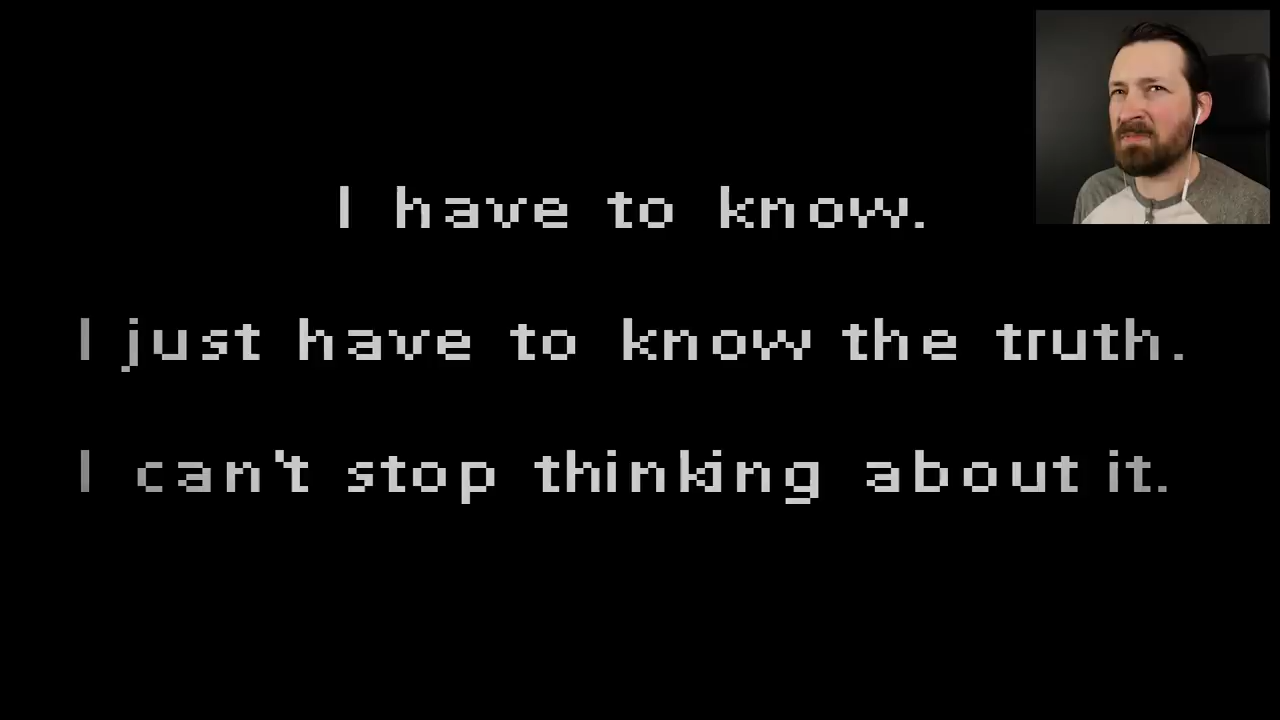 I have to know.
I just have to know the truth.
I can't stop thinking about it.